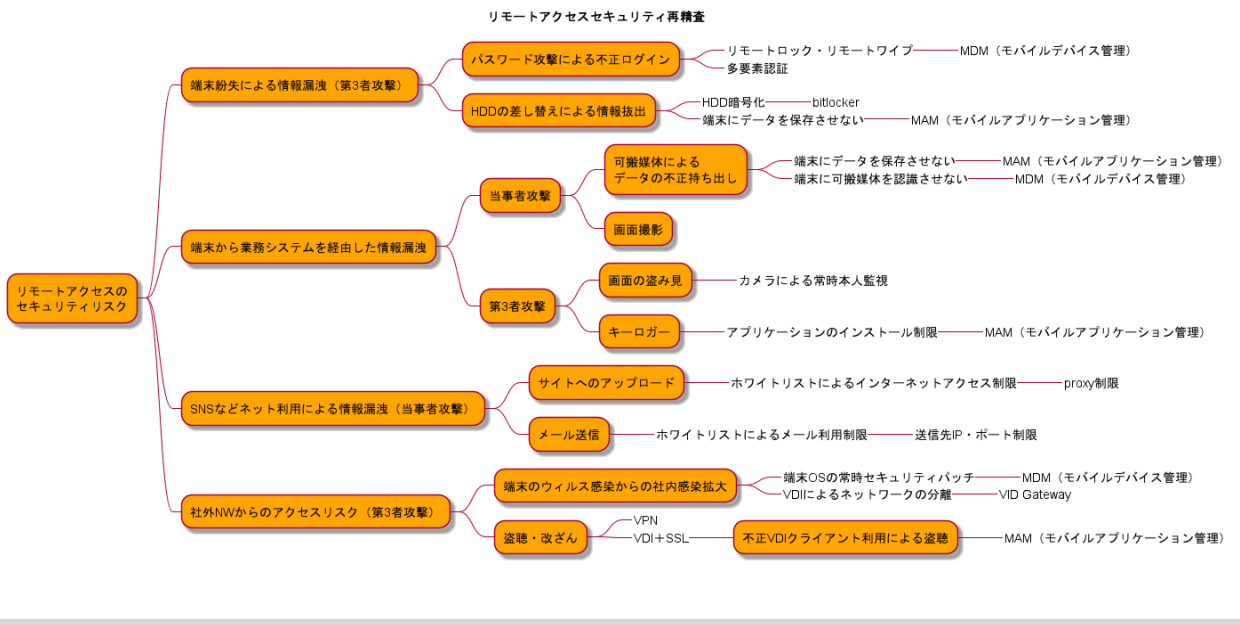 リモートアクセスセキュリティ再精査
リモートアクセスの
セキュリティリスク
端末紛失による情報漏洩（第3者攻撃）
パスワード攻撃による不正ログイン
リモートロック・リモートワイプ
MDM（モバイルデバイス管理）
多要素認証
HDDの差し替えによる情報抜出
HDD暗号化
bitlocker
端末にデータを保存させない
MAM（モバイルアプリケーション管理）
端末から業務システムを経由した情報漏洩
当事者攻撃
可搬媒体による
データの不正持ち出し
端末にデータを保存させない
MAM（モバイルアプリケーション管理）
端末に可搬媒体を認識させない
MDM（モバイルデバイス管理）
画面撮影
第3者攻撃
画面の盗み見
カメラによる常時本人監視
キーロガー
アプリケーションのインストール制限
MAM（モバイルアプリケーション管理）
SNSなどネット利用による情報漏洩（当事者攻撃）
サイトへのアップロード
ホワイトリストによるインターネットアクセス制限
proxy制限
メール送信
ホワイトリストによるメール利用制限
送信先IP・ポート制限
社外NWからのアクセスリスク（第3者攻撃）
端末のウィルス感染からの社内感染拡大
端末OSの常時セキュリティパッチ
MDM（モバイルデバイス管理）
VDIによるネットワークの分離
VID Gateway
盗聴・改ざん
VPN
VDI＋SSL
不正VDIクライアント利用による盗聴
MAM（モバイルアプリケーション管理）